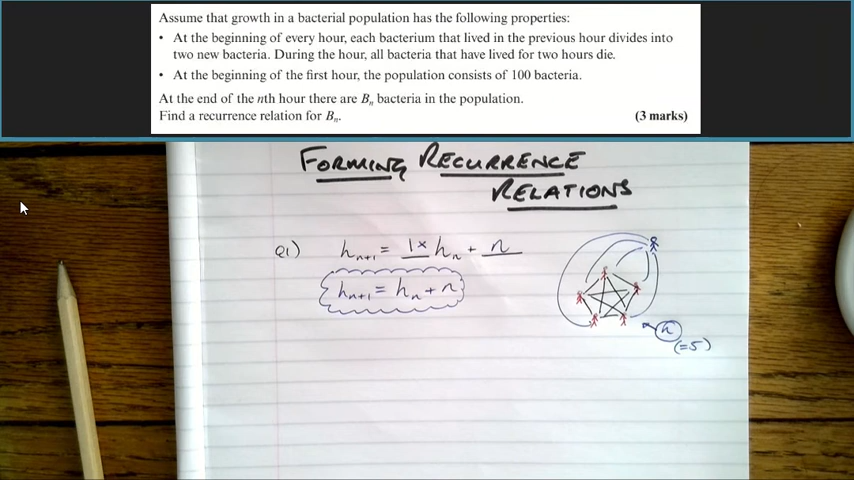 Assume that growth in a bacterial population has the following properties:
• At the beginning of every hour, each bacterium that lived in the previous hour divides into
two new bacteria. During the hour, all bacteria that have lived for two hours die.
• At the beginning of the first hour, the population consists of 100 bacteria.
At the end of the nth hour there are Bₙ bacteria in the population.
Find a recurrence relation for Bₙ. (3 marks)
FORMING RECURRENCE
RELATIONS
Q1) hₙ₊₁ = 1× hₙ + n
hₙ₊₁ = hₙ + n
n
(=5)